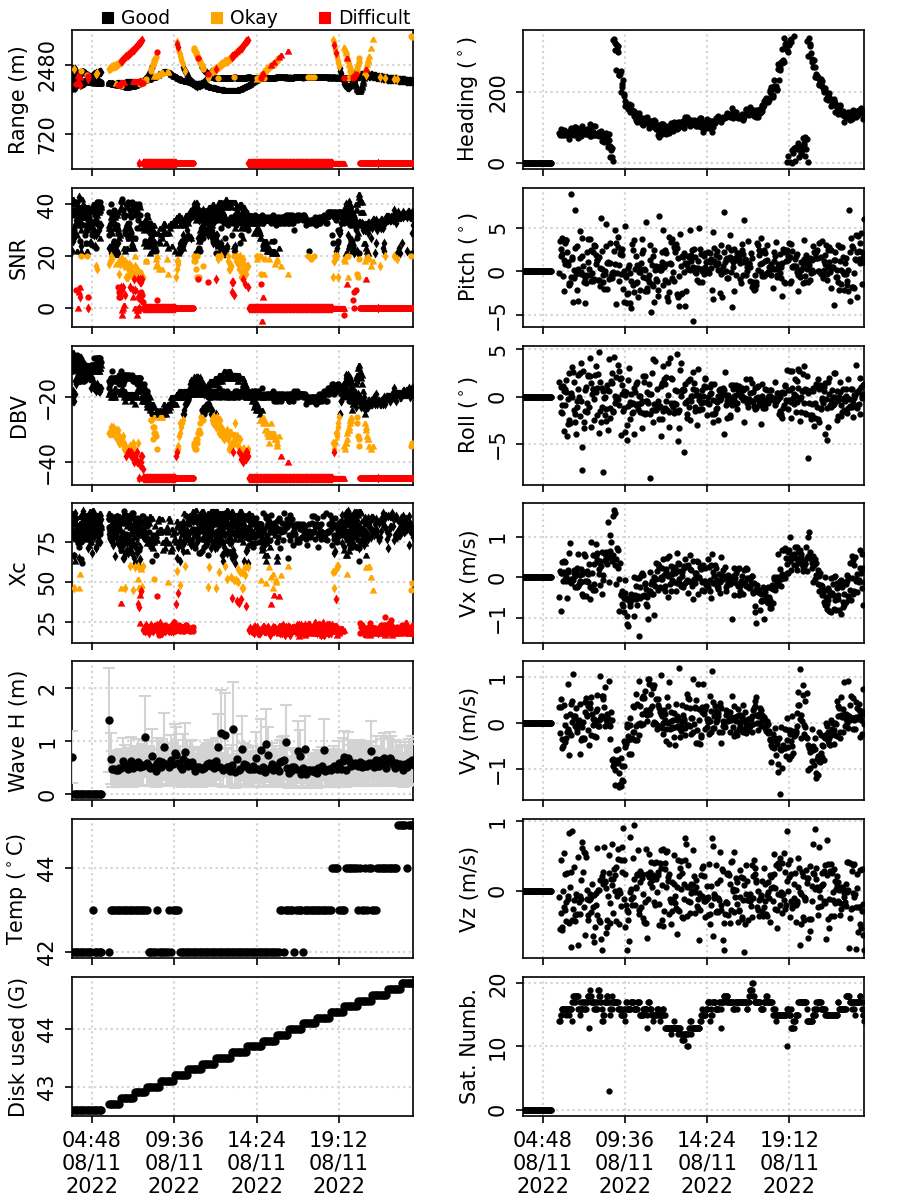 Good Okay Difficult
Range (m)
2480
720
Heading (°)
200
0
SNR
40
20
0
Pitch (°)
5
0
−5
DBV
−20
−40
Roll (°)
5
0
−5
Xc
75
50
25
Vx (m/s)
1
0
−1
Wave H (m)
2
1
0
Vy (m/s)
1
0
−1
Temp (°C)
44
42
Vz (m/s)
1
0
Disk used (G)
44
43
Sat. Numb.
20
10
0
04:48 09:36 14:24 19:12
08/11 08/11 08/11 08/11
2022 2022 2022 2022
04:48 09:36 14:24 19:12
08/11 08/11 08/11 08/11
2022 2022 2022 2022